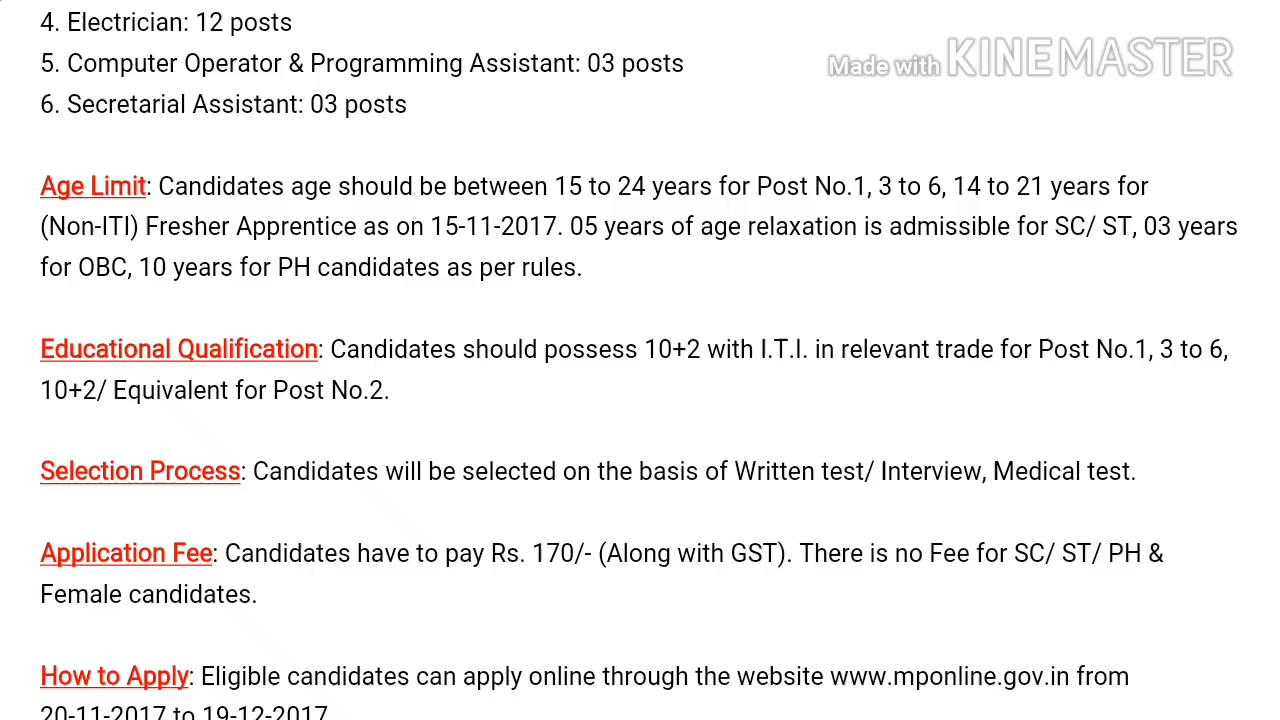 4. Electrician: 12 posts
5. Computer Operator & Programming Assistant: 03 posts
Made with KINEMASTER
6. Secretarial Assistant: 03 posts
Age Limit: Candidates age should be between 15 to 24 years for Post No.1, 3 to 6, 14 to 21 years for
(Non-ITI) Fresher Apprentice as on 15-11-2017. 05 years of age relaxation is admissible for SC/ ST, 03 years
for OBC, 10 years for PH candidates as per rules.
Educational Qualification: Candidates should possess 10+2 with I.T.I. in relevant trade for Post No.1, 3 to 6,
10+2/ Equivalent for Post No.2.
Selection Process: Candidates will be selected on the basis of Written test/ Interview, Medical test.
Application Fee: Candidates have to pay Rs. 170/- (Along with GST). There is no Fee for SC/ ST/ PH &
Female candidates.
How to Apply: Eligible candidates can apply online through the website www.mponline.gov.in from
20-11-2017 to 19-12-2017